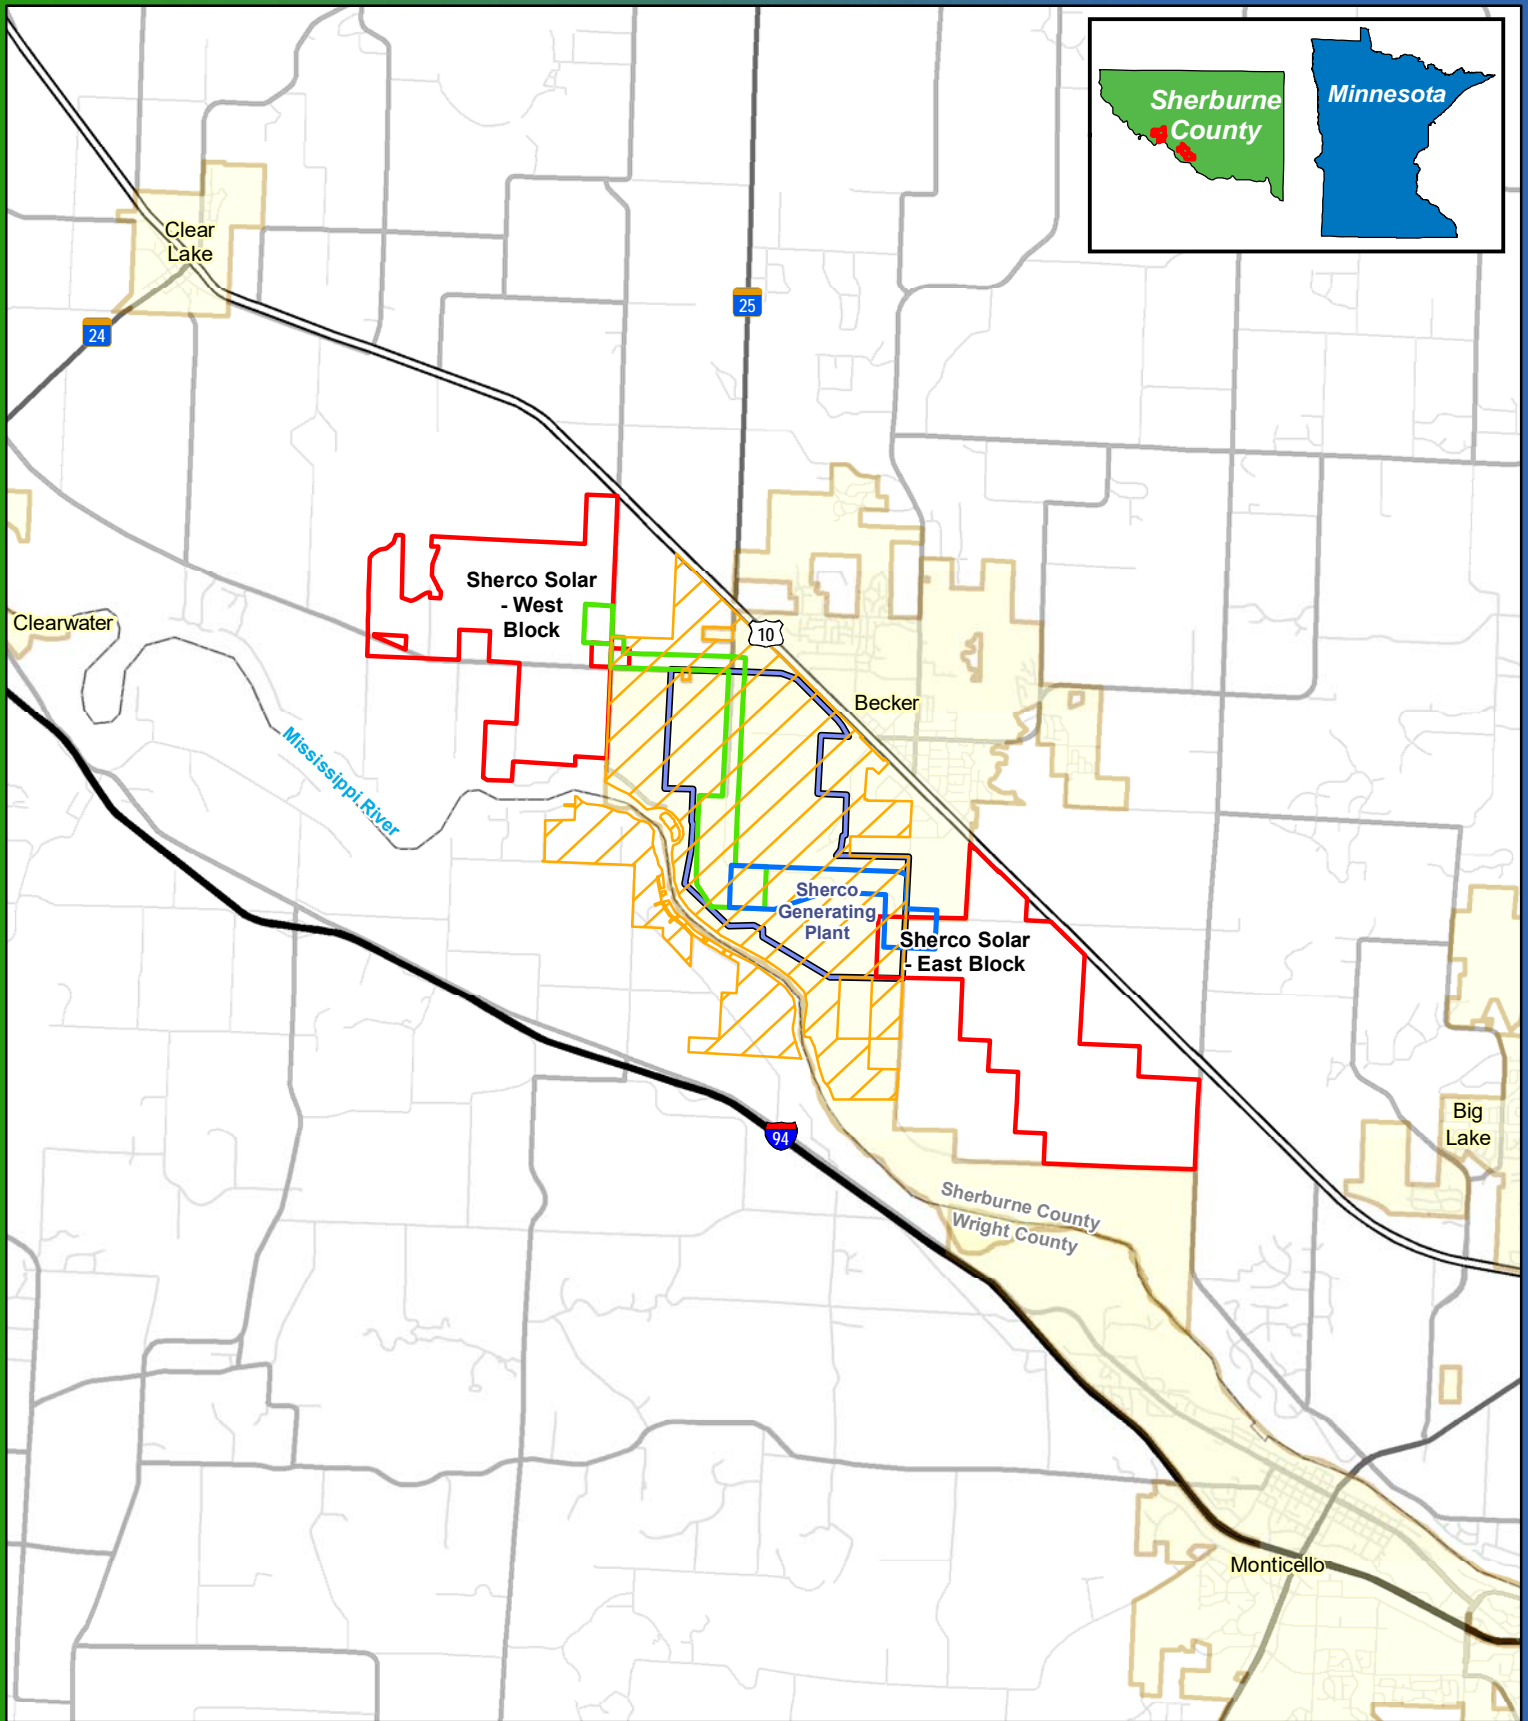 Sherburne
County
Minnesota
Clear
Lake
24
25
Sherco Solar
- West
Block
Clearwater
10
Becker
Mississippi River
Sherco
Generating
Plant
Sherco Solar
- East Block
94
Big
Lake
Sherburne County
Wright County
Monticello